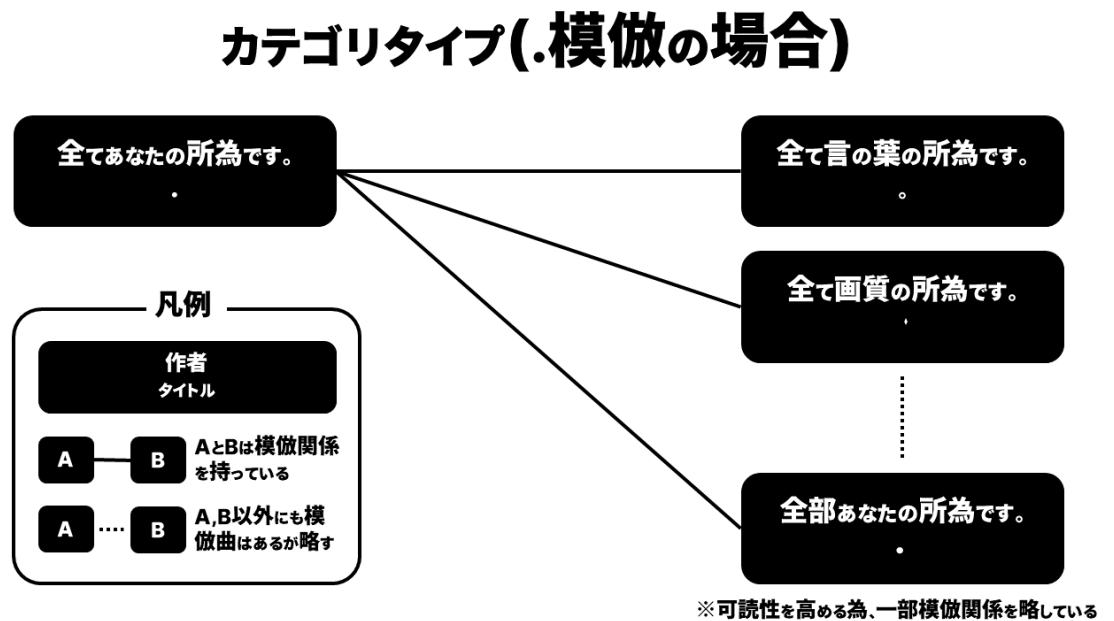 カテゴリタイプ(.模倣の場合)
全てあなたの所為です。
.
全て言の葉の所為です。
。
全て画質の所為です。
凡例
作者
タイトル
A B AとBは模倣関係
を持っている
A B A,B以外にも模
倣曲はあるが略す
全部あなたの所為です。
•
※可読性を高める為、一部模倣関係を略している